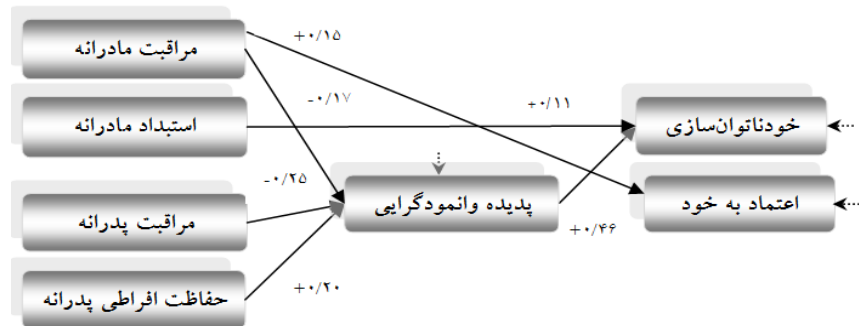 مراقبت مادرانه
+۰/۱۵
-۰/۱۷
+۰/۱۱
استبداد مادرانه
خودناتوان‌سازی
-۰/۲۵
پدیده وانمودگرایی
اعتماد به خود
مراقبت پدرانه
+۰/۴۶
حفاظت افراطی پدرانه
+۰/۲۰